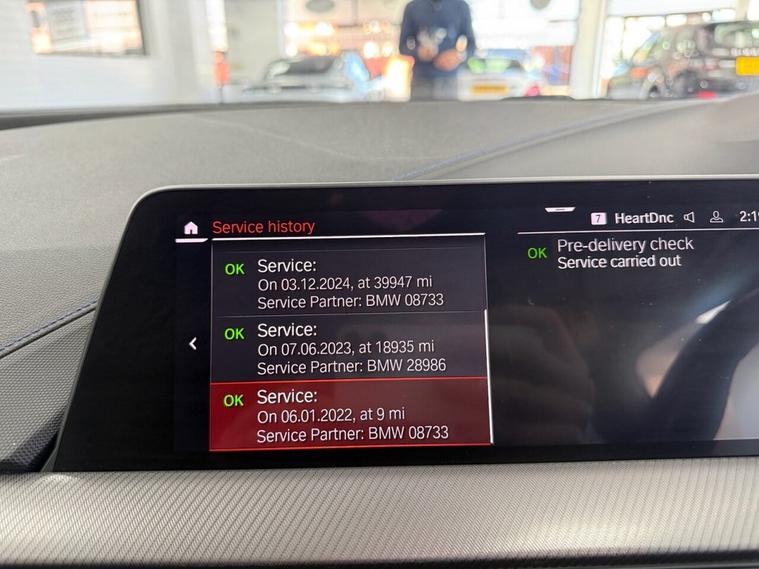 Service history
7 HeartDnc
OK Service:
On 03.12.2024, at 39947 mi
Service Partner: BMW 08733
OK Service:
On 07.06.2023, at 18935 mi
Service Partner: BMW 28986
OK Service:
On 06.01.2022, at 9 mi
Service Partner: BMW 08733
OK Pre-delivery check
Service carried out